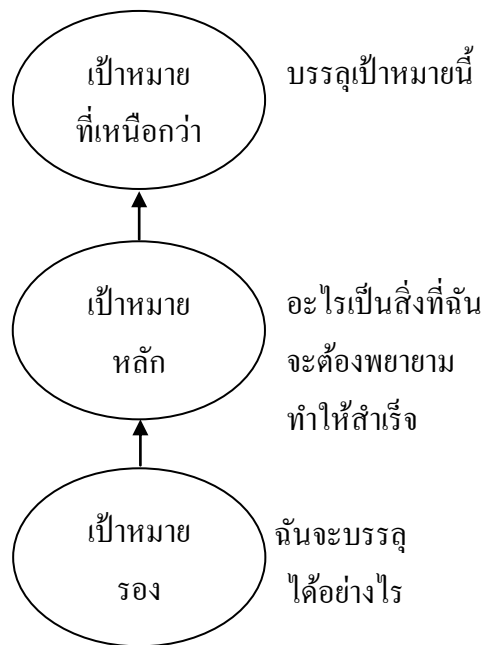 เป้าหมาย
ที่เหนือกว่า
บรรลุเป้าหมายนี้
เป้าหมาย
หลัก
อะไรเป็นสิ่งที่ฉัน
จะต้องพยายาม
ทำให้สำเร็จ
เป้าหมาย
รอง
ฉันจะบรรลุ
ได้อย่างไร